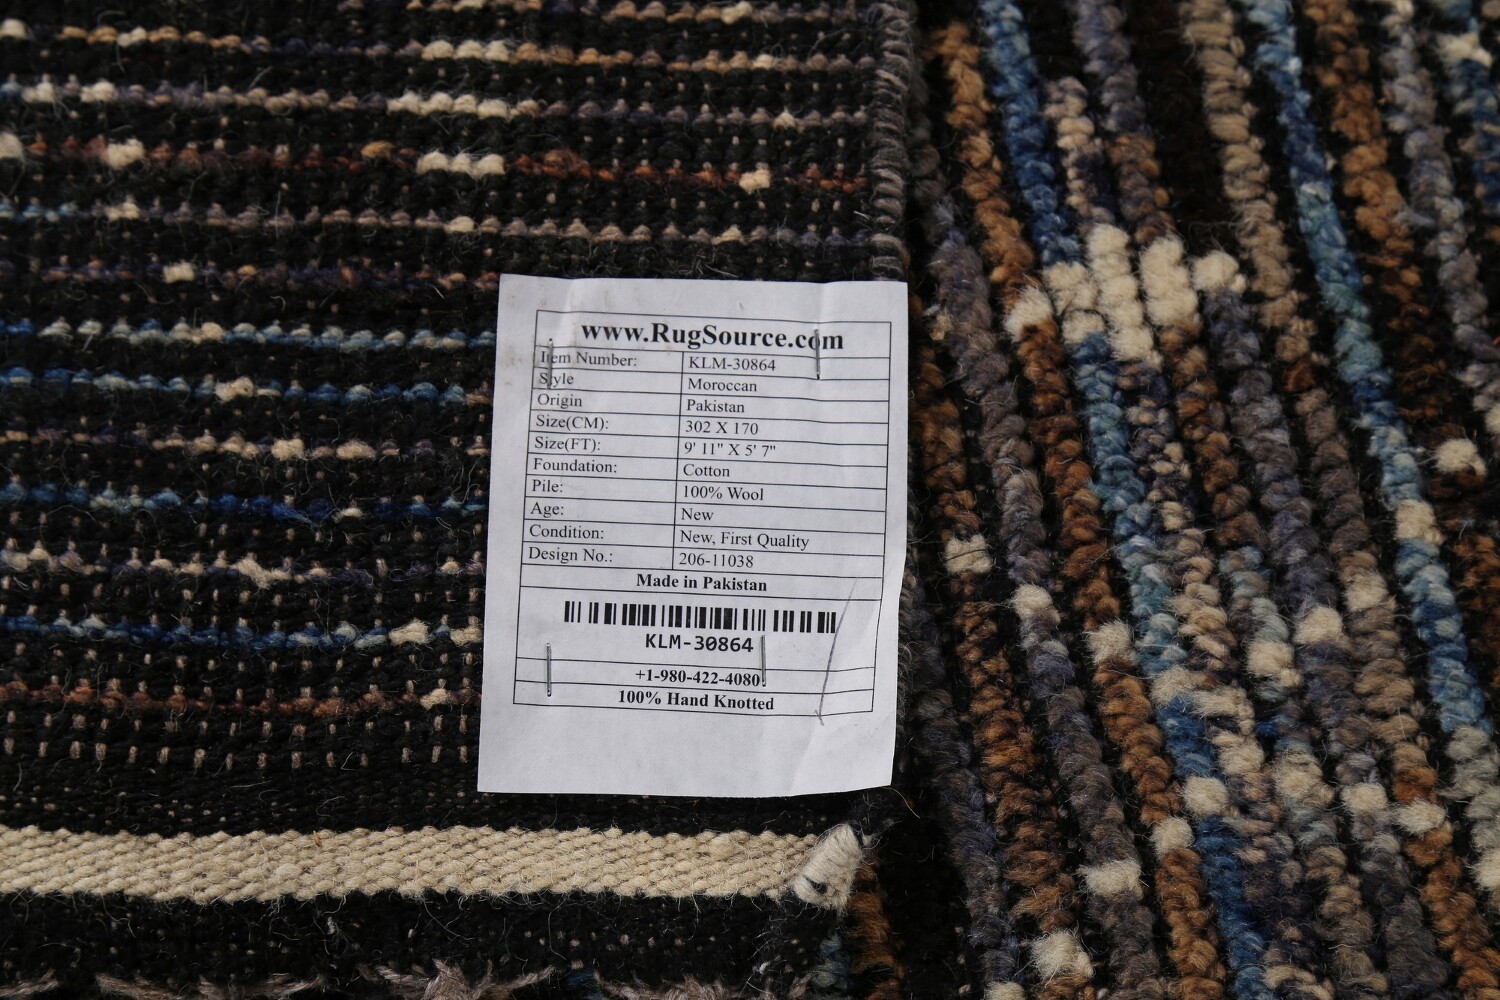 www.RugSource.com
Item Number: KLM-30864
Style Moroccan
Origin Pakistan
Size(CM): 302 X 170
Size(FT): 9' 11" X 5' 7"
Foundation: Cotton
Pile: 100% Wool
Age: New
Condition: New, First Quality
Design No.: 206-11038
Made in Pakistan
KLM-30864
+1-980-422-4080
100% Hand Knotted